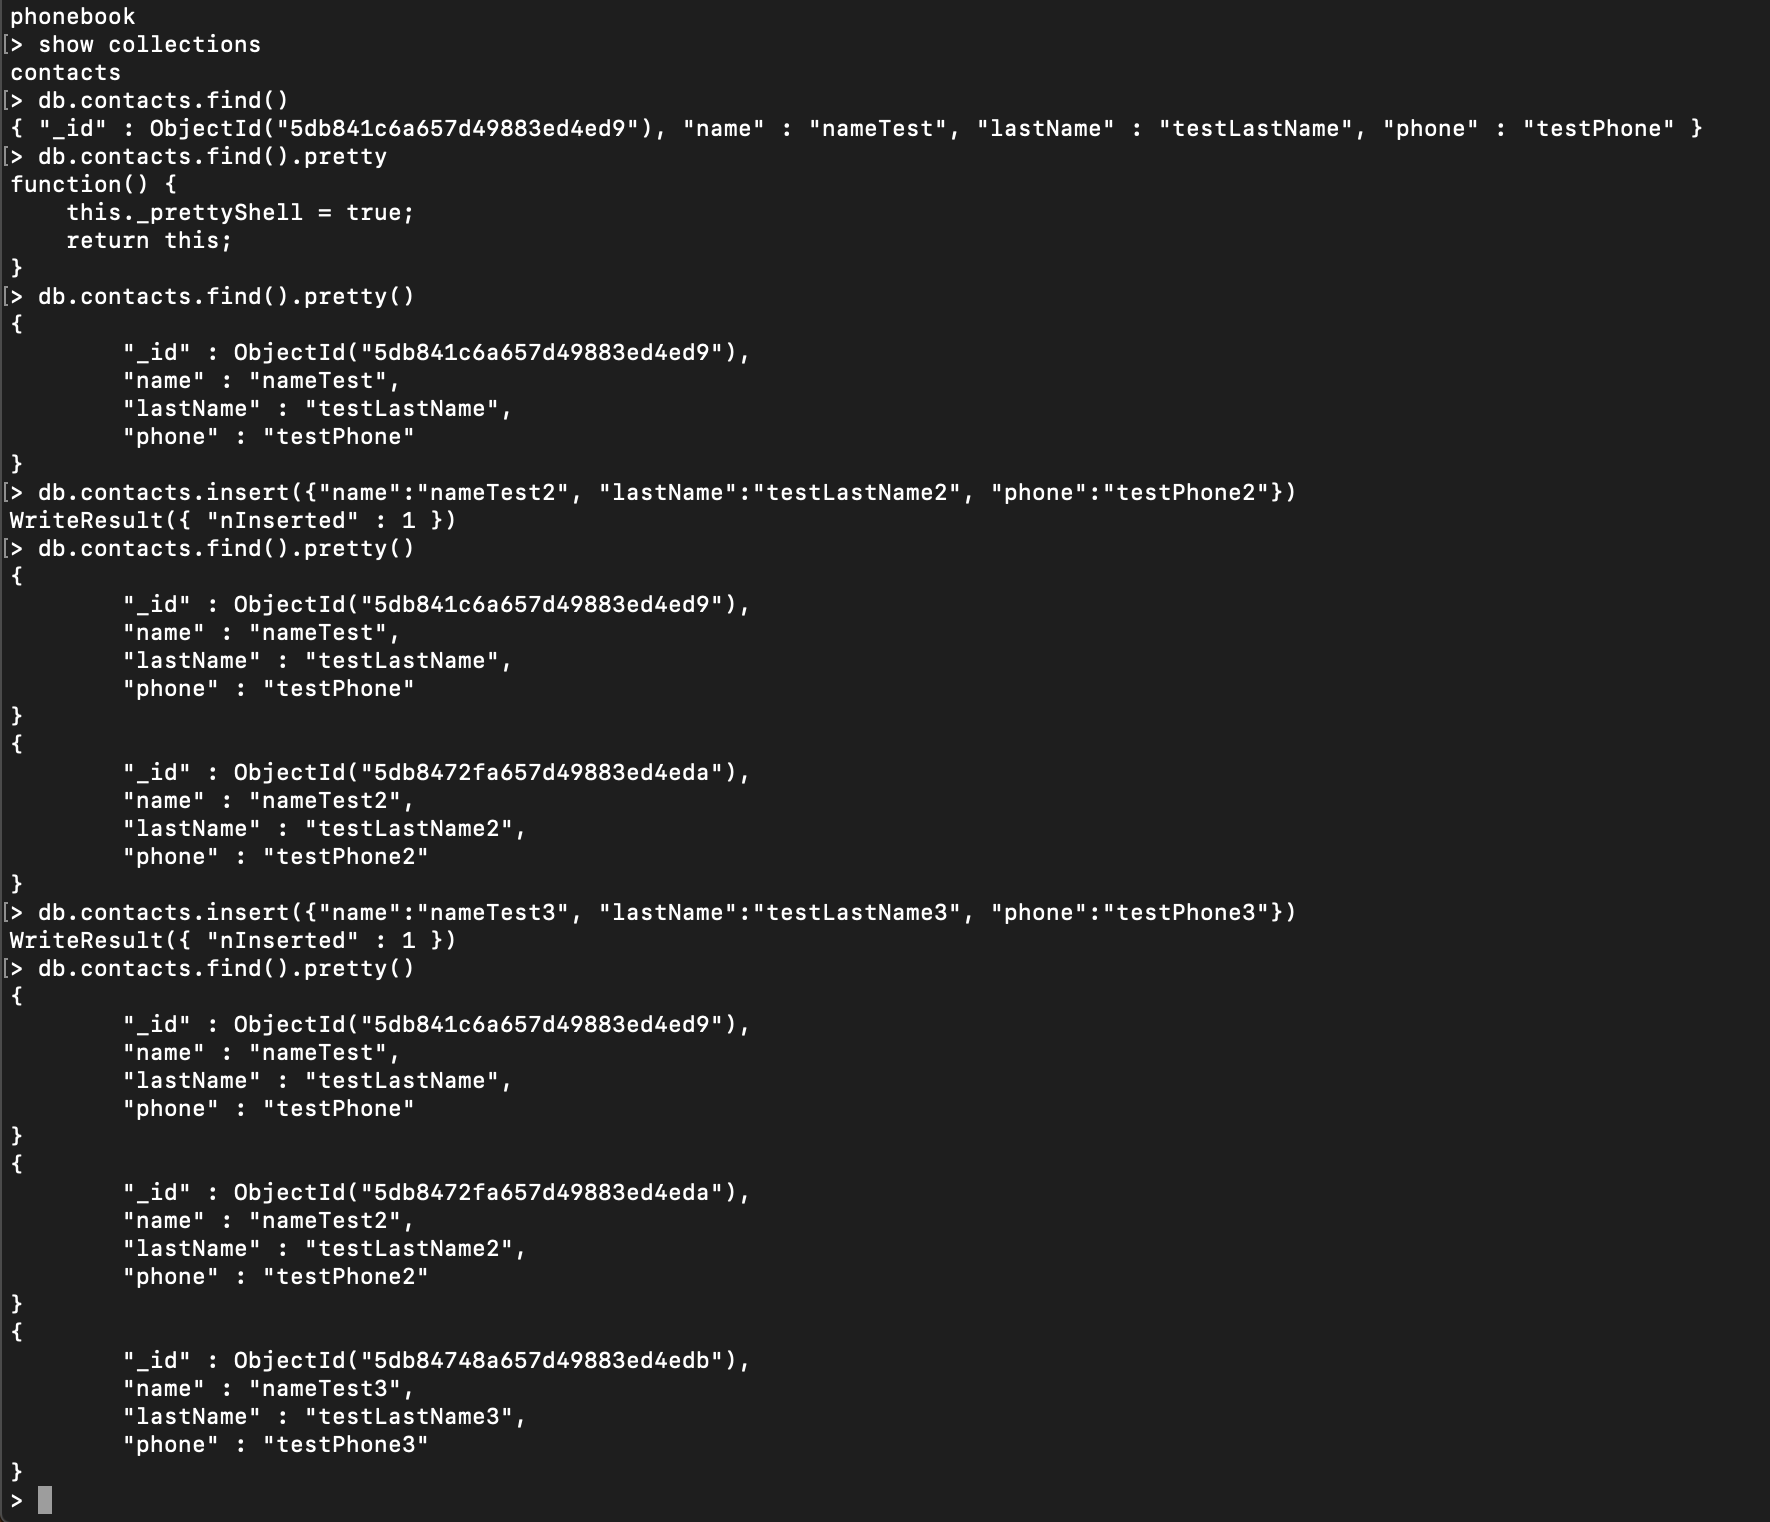 phonebook
[> show collections
contacts
[> db.contacts.find()
{ "_id" : ObjectId("5db841c6a657d49883ed4ed9"), "name" : "nameTest", "lastName" : "testLastName", "phone" : "testPhone" }
[> db.contacts.find().pretty
function() {
    this._prettyShell = true;
    return this;
}
[> db.contacts.find().pretty()
{
        "_id" : ObjectId("5db841c6a657d49883ed4ed9"),
        "name" : "nameTest",
        "lastName" : "testLastName",
        "phone" : "testPhone"
}
[> db.contacts.insert({"name":"nameTest2", "lastName":"testLastName2", "phone":"testPhone2"})
WriteResult({ "nInserted" : 1 })
[> db.contacts.find().pretty()
{
        "_id" : ObjectId("5db841c6a657d49883ed4ed9"),
        "name" : "nameTest",
        "lastName" : "testLastName",
        "phone" : "testPhone"
}
{
        "_id" : ObjectId("5db8472fa657d49883ed4eda"),
        "name" : "nameTest2",
        "lastName" : "testLastName2",
        "phone" : "testPhone2"
}
[> db.contacts.insert({"name":"nameTest3", "lastName":"testLastName3", "phone":"testPhone3"})
WriteResult({ "nInserted" : 1 })
[> db.contacts.find().pretty()
{
        "_id" : ObjectId("5db841c6a657d49883ed4ed9"),
        "name" : "nameTest",
        "lastName" : "testLastName",
        "phone" : "testPhone"
}
{
        "_id" : ObjectId("5db8472fa657d49883ed4eda"),
        "name" : "nameTest2",
        "lastName" : "testLastName2",
        "phone" : "testPhone2"
}
{
        "_id" : ObjectId("5db84748a657d49883ed4edb"),
        "name" : "nameTest3",
        "lastName" : "testLastName3",
        "phone" : "testPhone3"
}
>